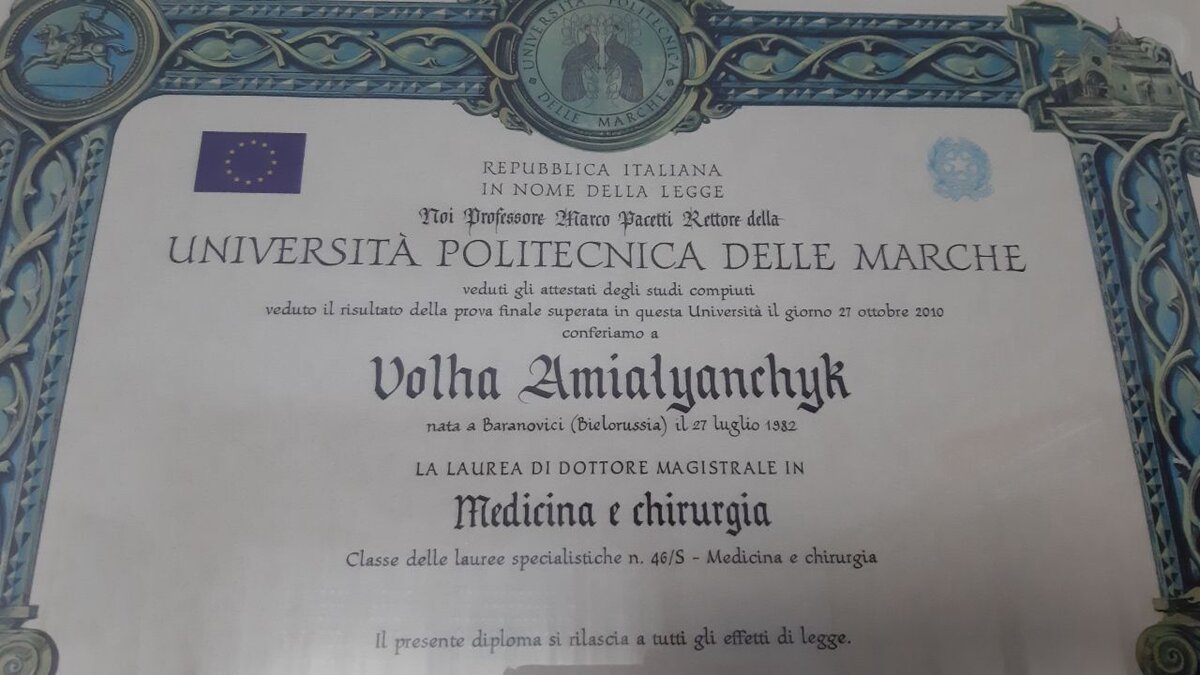 UNIVERSITÀ POLITECNICA
DELLE MARCHE
REPUBBLICA ITALIANA
IN NOME DELLA LEGGE
Noi Professore Marco Pacetti Rettore della
UNIVERSITÀ POLITECNICA DELLE MARCHE
veduti gli attestati degli studi compiuti
veduto il risultato della prova finale superata in questa Università il giorno 27 ottobre 2010
conferiamo a
Volha Amialyanchyk
nata a Baranovici (Bielorussia) il 27 luglio 1982
LA LAUREA DI DOTTORE MAGISTRALE IN
Medicina e chirurgia
Classe delle lauree specialistiche n. 46/S - Medicina e chirurgia
Il presente diploma si rilascia a tutti gli effetti di legge.